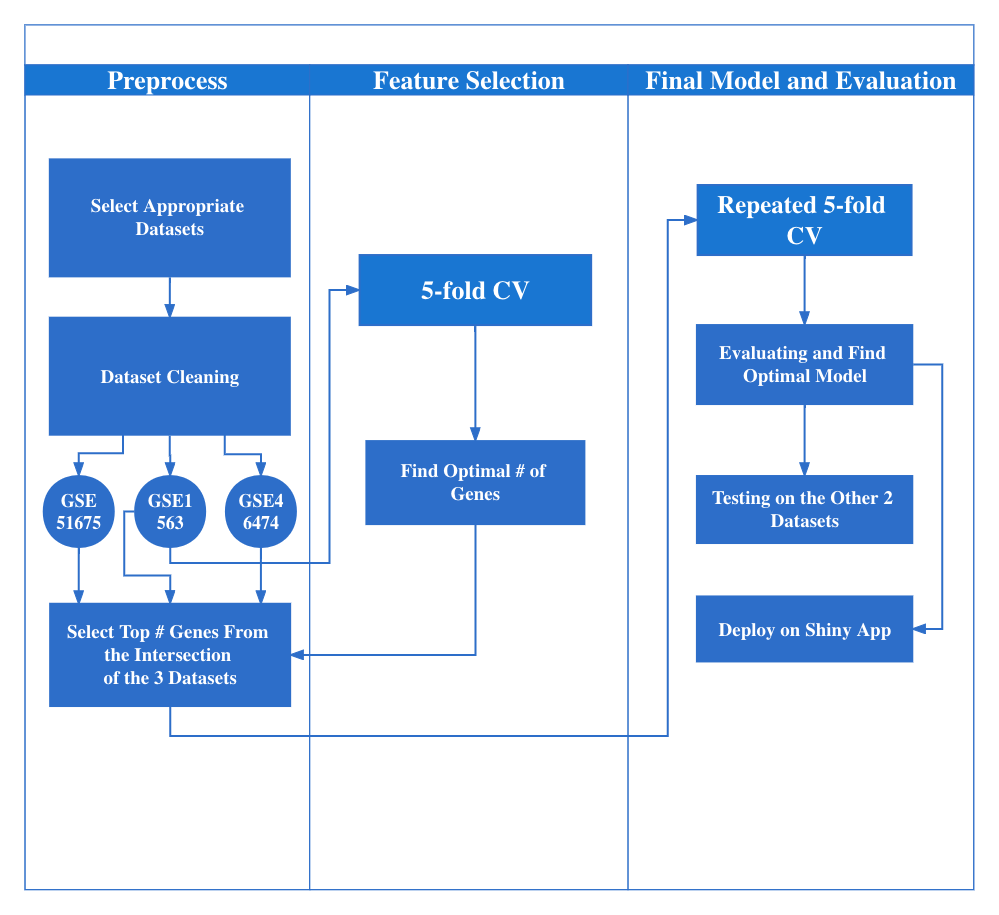 Preprocess
Feature Selection
Final Model and Evaluation
Select Appropriate
Datasets
Dataset Cleaning
GSE
51675
GSE1
563
GSE4
6474
Select Top # Genes From
the Intersection
of the 3 Datasets
5-fold CV
Find Optimal # of
Genes
Repeated 5-fold
CV
Evaluating and Find
Optimal Model
Testing on the Other 2
Datasets
Deploy on Shiny App